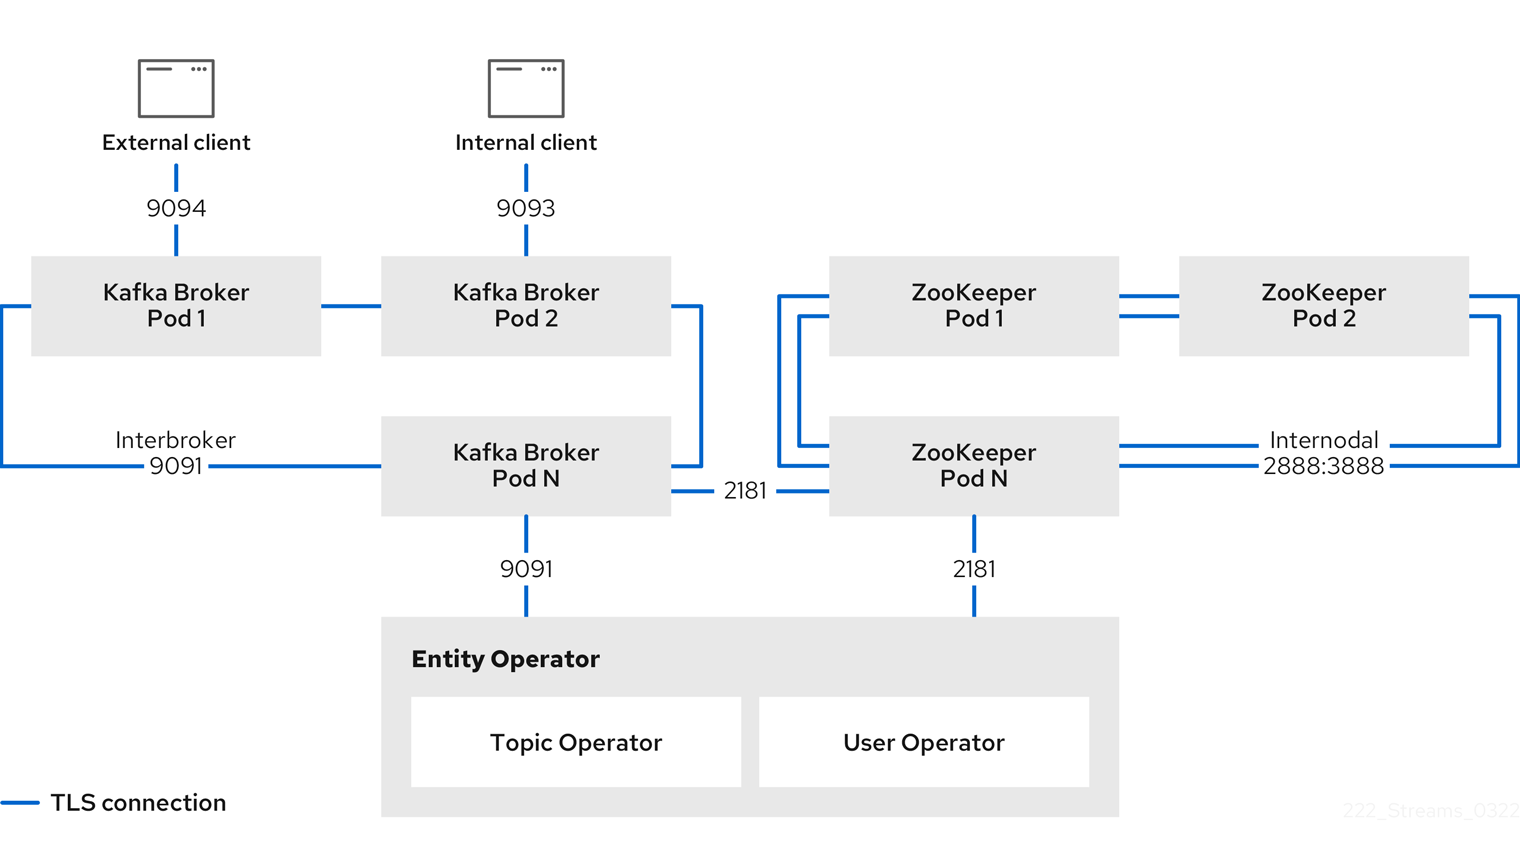 External client
Internal client
9094
9093
Kafka Broker
Pod 1
Kafka Broker
Pod 2
ZooKeeper
Pod 1
ZooKeeper
Pod 2
Interbroker
9091
Kafka Broker
Pod N
2181
ZooKeeper
Pod N
Internodal
2888:3888
9091
2181
Entity Operator
Topic Operator
User Operator
TLS connection
222_Streams_0322